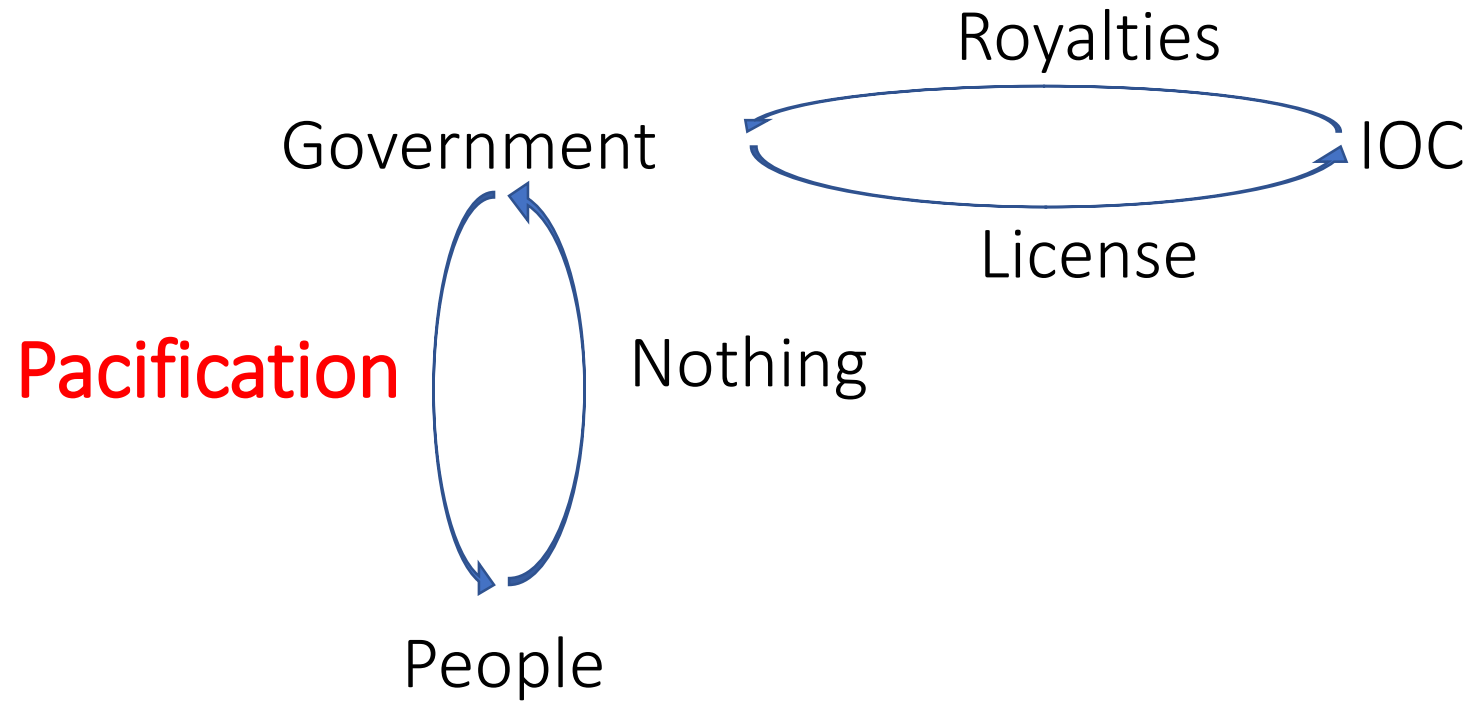 Royalties
Government
IOC
License
Pacification
Nothing
People